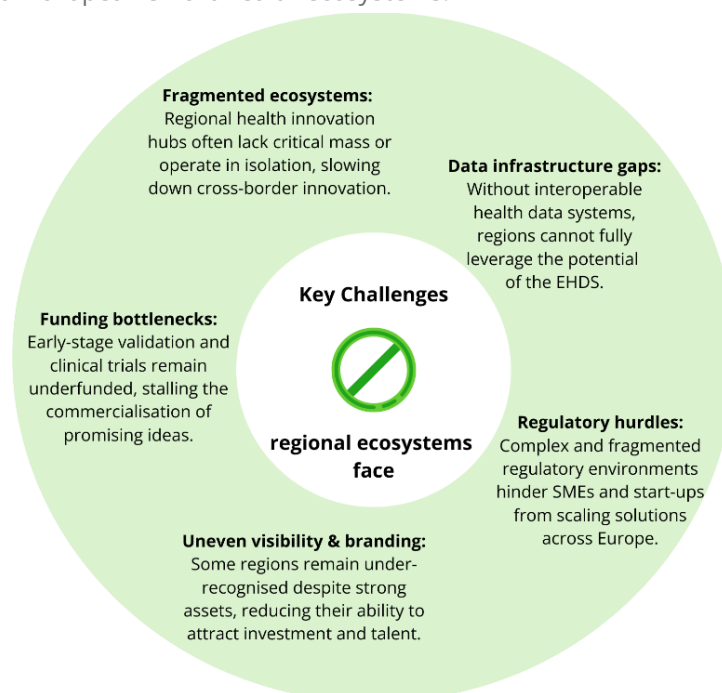 Fragmented ecosystems:
Regional health innovation
hubs often lack critical mass or
operate in isolation, slowing
down cross-border innovation.
Data infrastructure gaps:
Without interoperable
health data systems,
regions cannot fully
leverage the potential
of the EHDS.
Key Challenges
regional ecosystems
face
Funding bottlenecks:
Early-stage validation and
clinical trials remain
underfunded, stalling the
commercialisation of
promising ideas.
Regulatory hurdles:
Complex and fragmented
regulatory environments
hinder SMEs and start-ups
from scaling solutions
across Europe.
Uneven visibility & branding:
Some regions remain under-
recognised despite strong
assets, reducing their ability to
attract investment and talent.